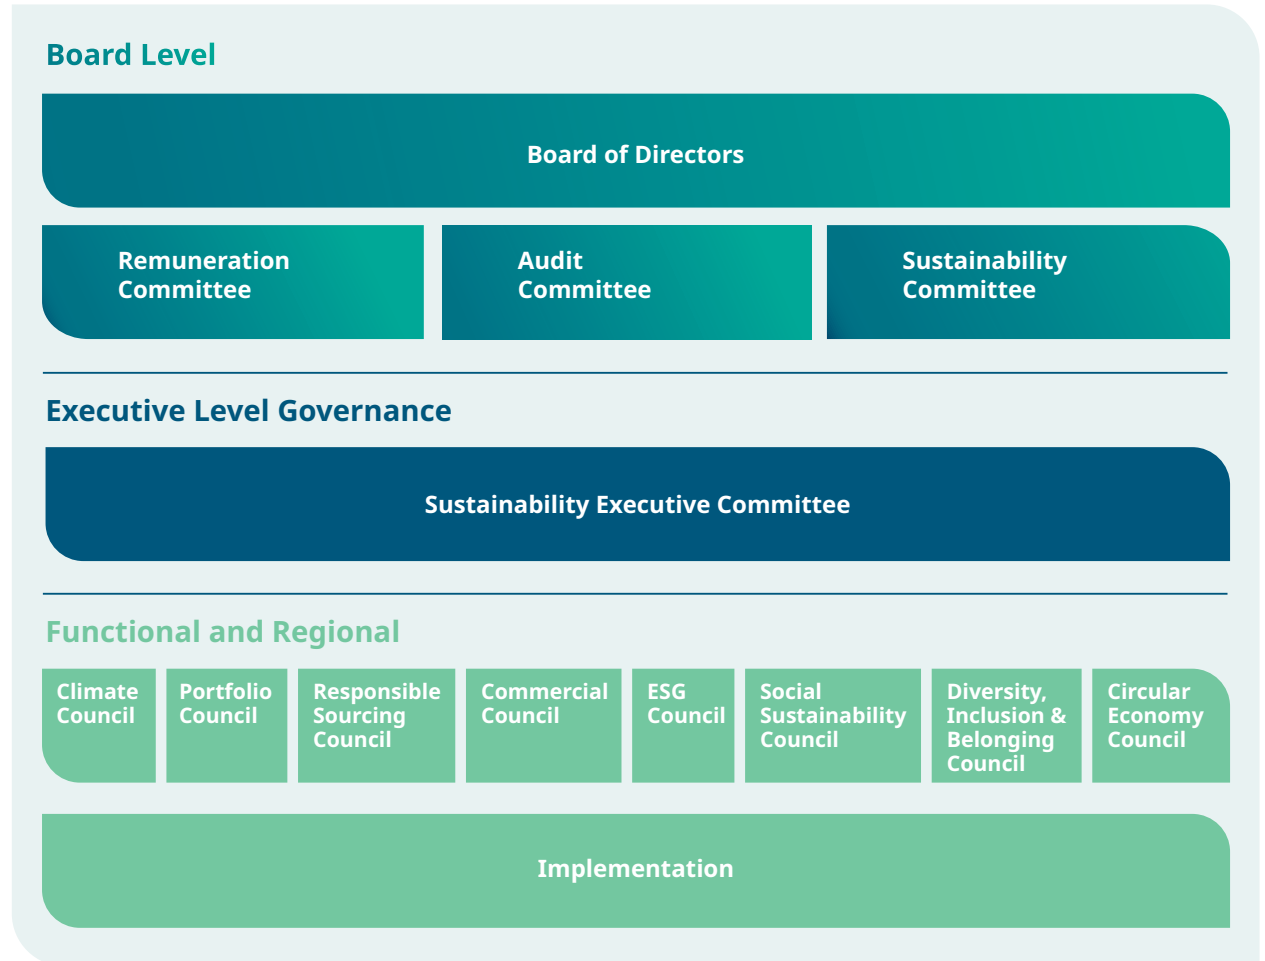 Board Level
Board of Directors
Remuneration
Committee
Audit
Committee
Sustainability
Committee
Executive Level Governance
Sustainability Executive Committee
Functional and Regional
Climate
Council
Portfolio
Council
Responsible
Sourcing
Council
Commercial
Council
ESG
Council
Social
Sustainability
Council
Diversity,
Inclusion &
Belonging
Council
Circular
Economy
Council
Implementation